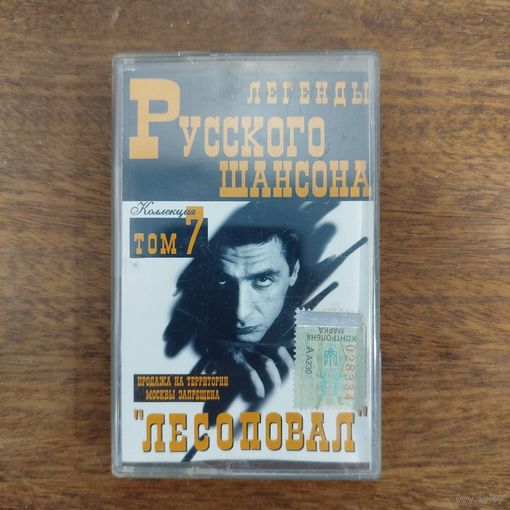 ЛЕГЕНДЫ
РУССКОГО
ШАНСОНА
Коллекция
ТОМ 7
КОНТРОЛЬНА
МАРКА
ПРОДАЖА НА ТЕРРИТОРИИ
МОСКВЫ ЗАПРЕЩЕНА
"ЛЕСОПОВАЛ"